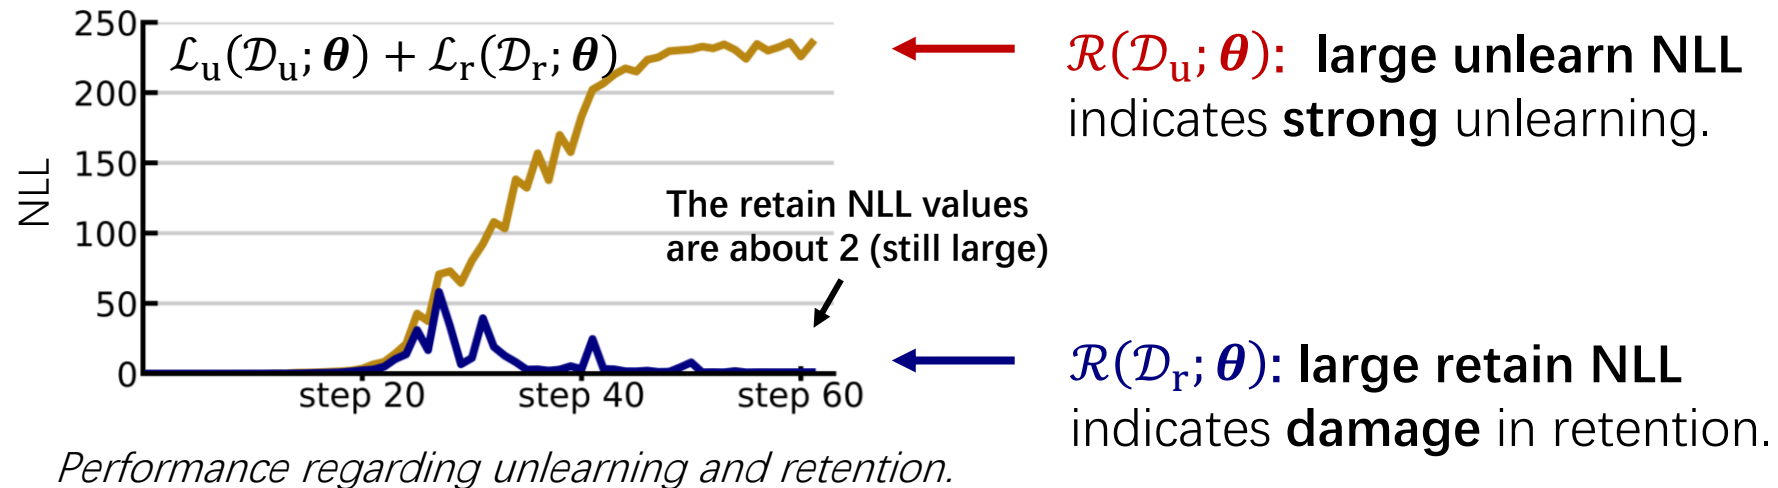 250
200
150
100
50
0
NLL
ℒu(𝒟u; θ) + ℒr(𝒟r; θ)
The retain NLL values
are about 2 (still large)
step 20 step 40 step 60
Performance regarding unlearning and retention.
ℛ(𝒟u; θ): large unlearn NLL
indicates strong unlearning.
ℛ(𝒟r; θ): large retain NLL
indicates damage in retention.